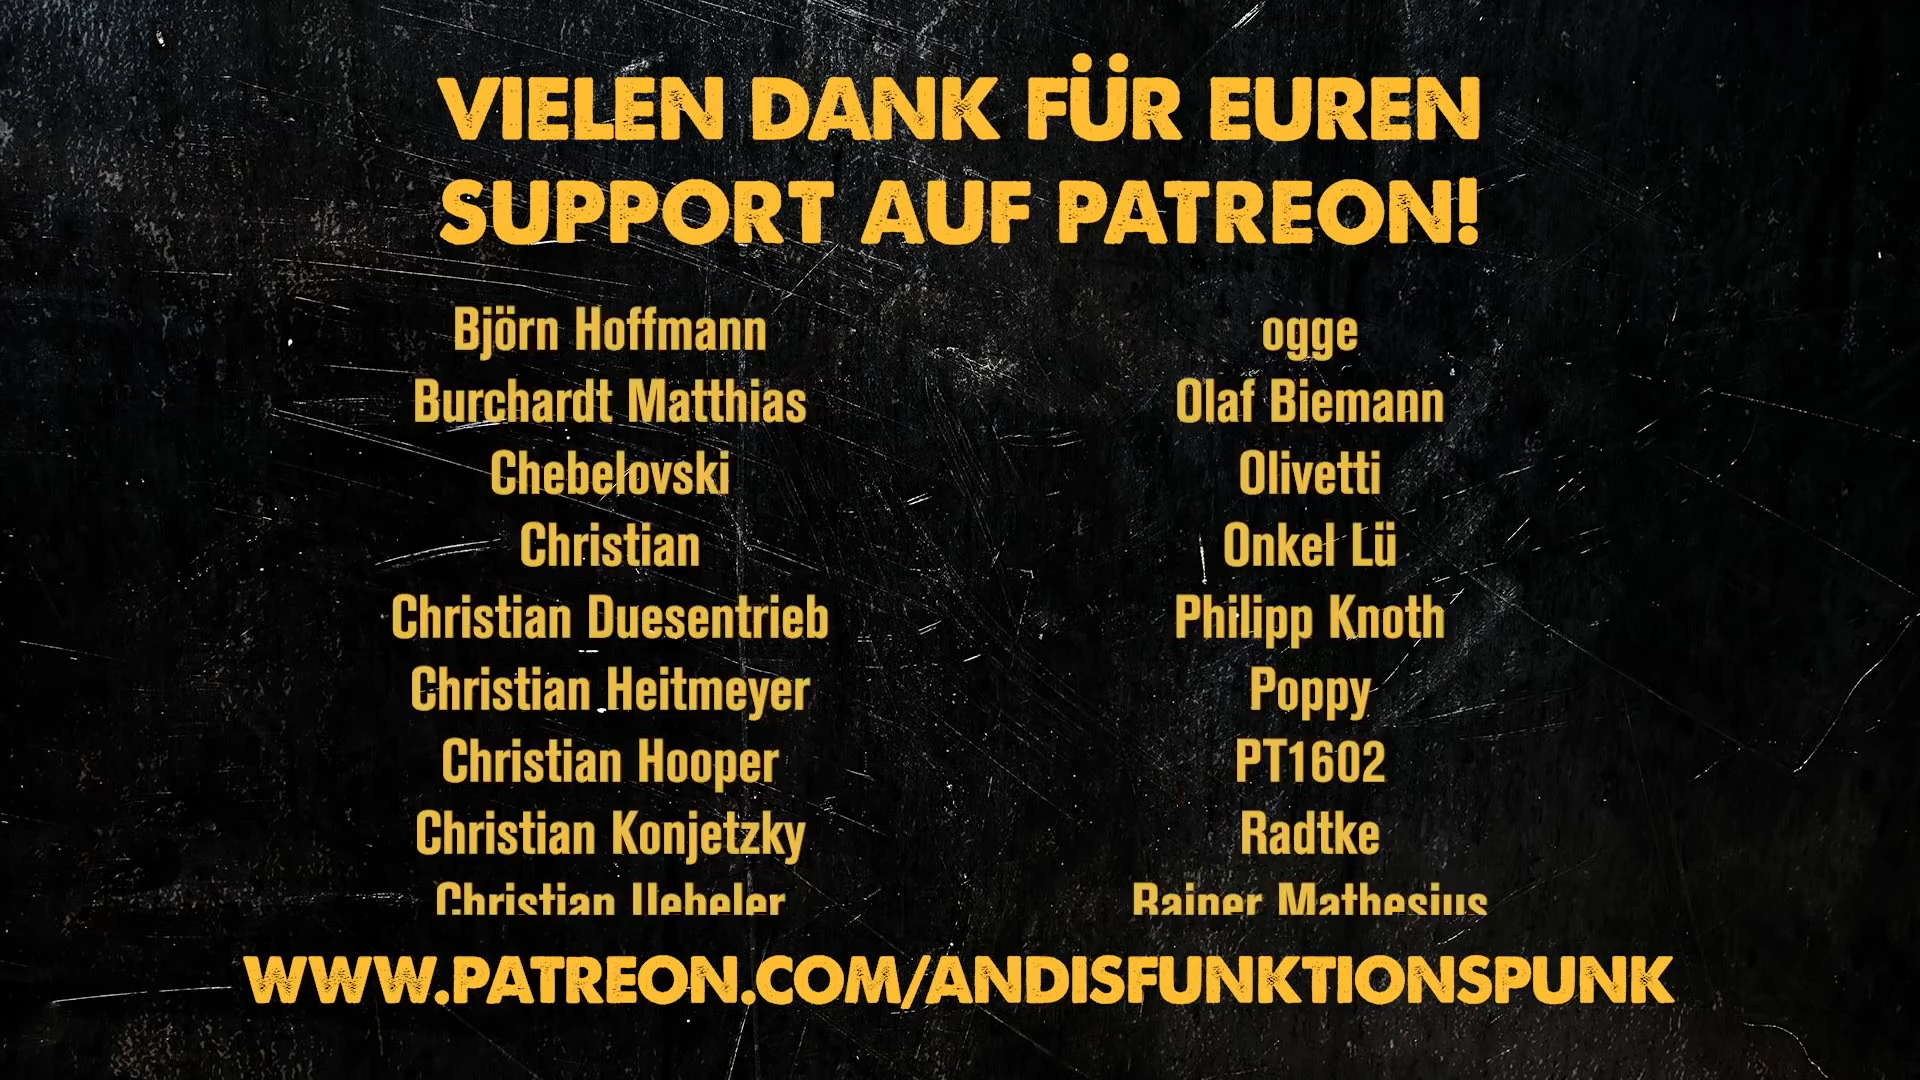 VIELEN DANK FÜR EUREN
SUPPORT AUF PATREON!
Björn Hoffmann
Burchardt Matthias
Chebelovski
Christian
Christian Duesentrieb
Christian Heitmeyer
Christian Hooper
Christian Konjetzky
Christian
ogge
Olaf Biemann
Olivetti
Onkel Lü
Philipp Knoth
Poppy
PT1602
Radtke
Rainer Mathesius
WWW.PATREON.COM/ANDISFUNKTIONSPUNK